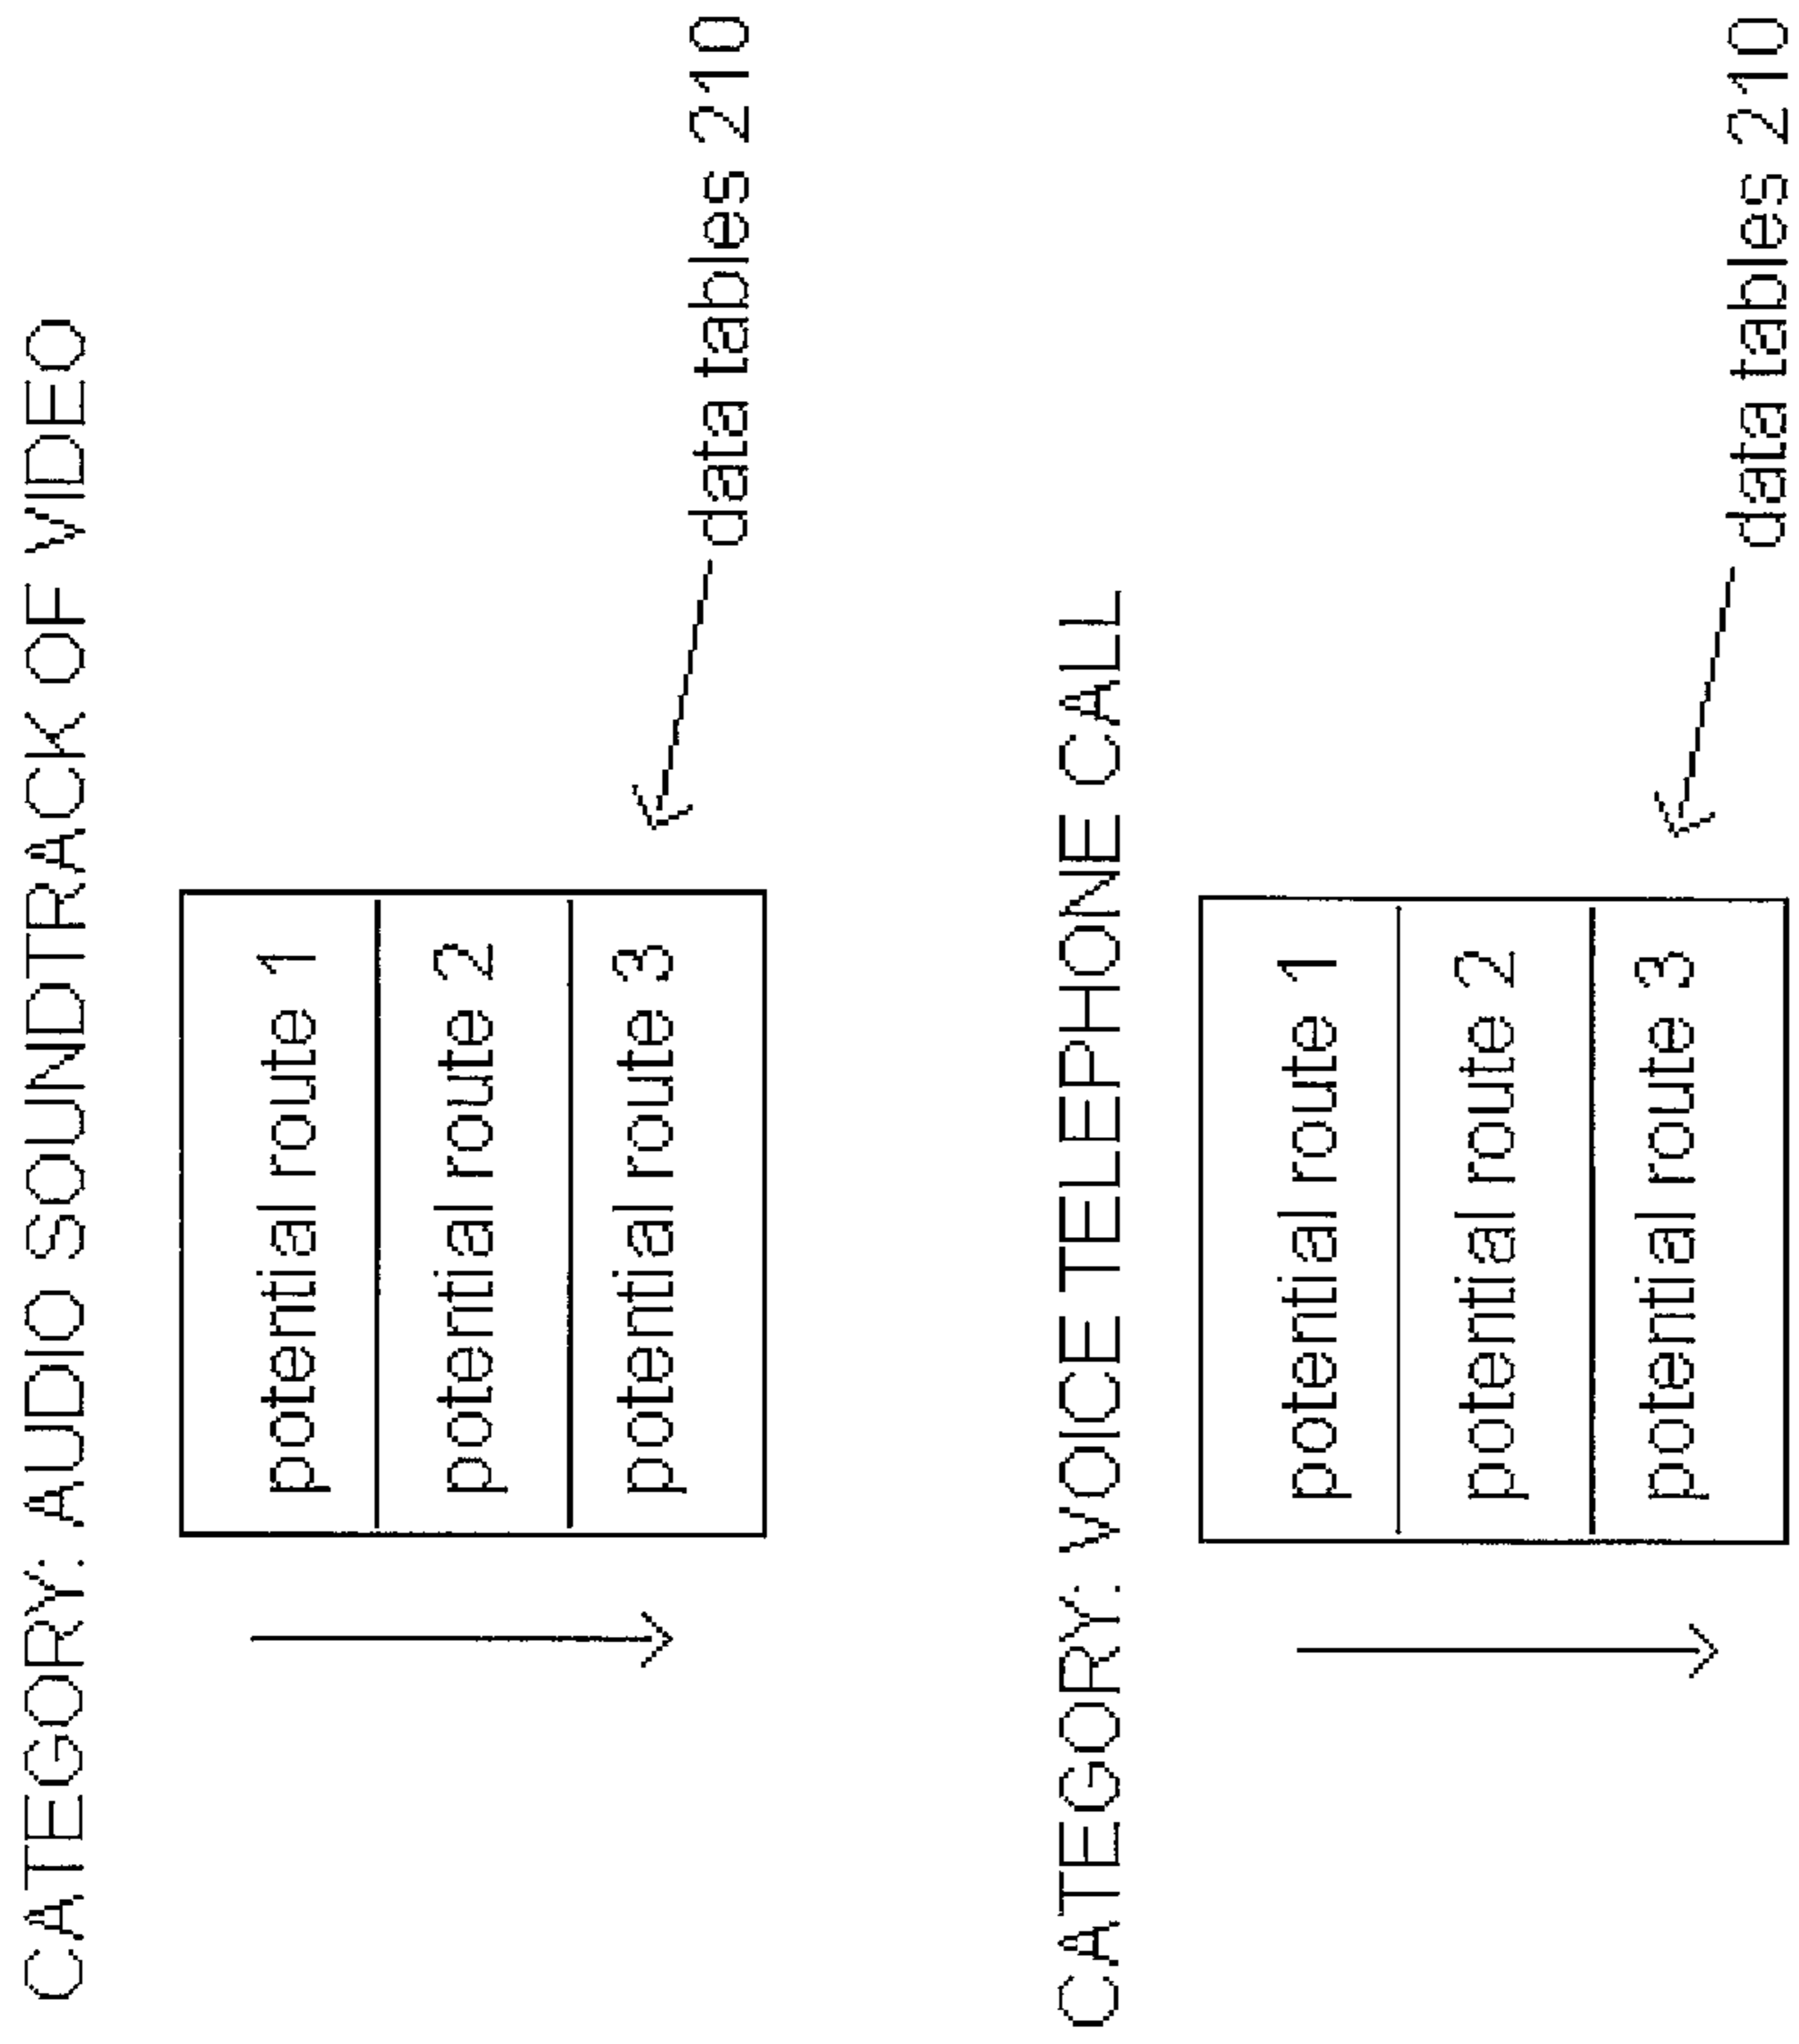 CATEGORY: AUDIO SOUNDTRACK OF VIDEO
potential route 1
potential route 2
potential route 3
data tables 210
CATEGORY: VOICE TELEPHONE CALL
potential route 1
potential route 2
potential route 3
data tables 210